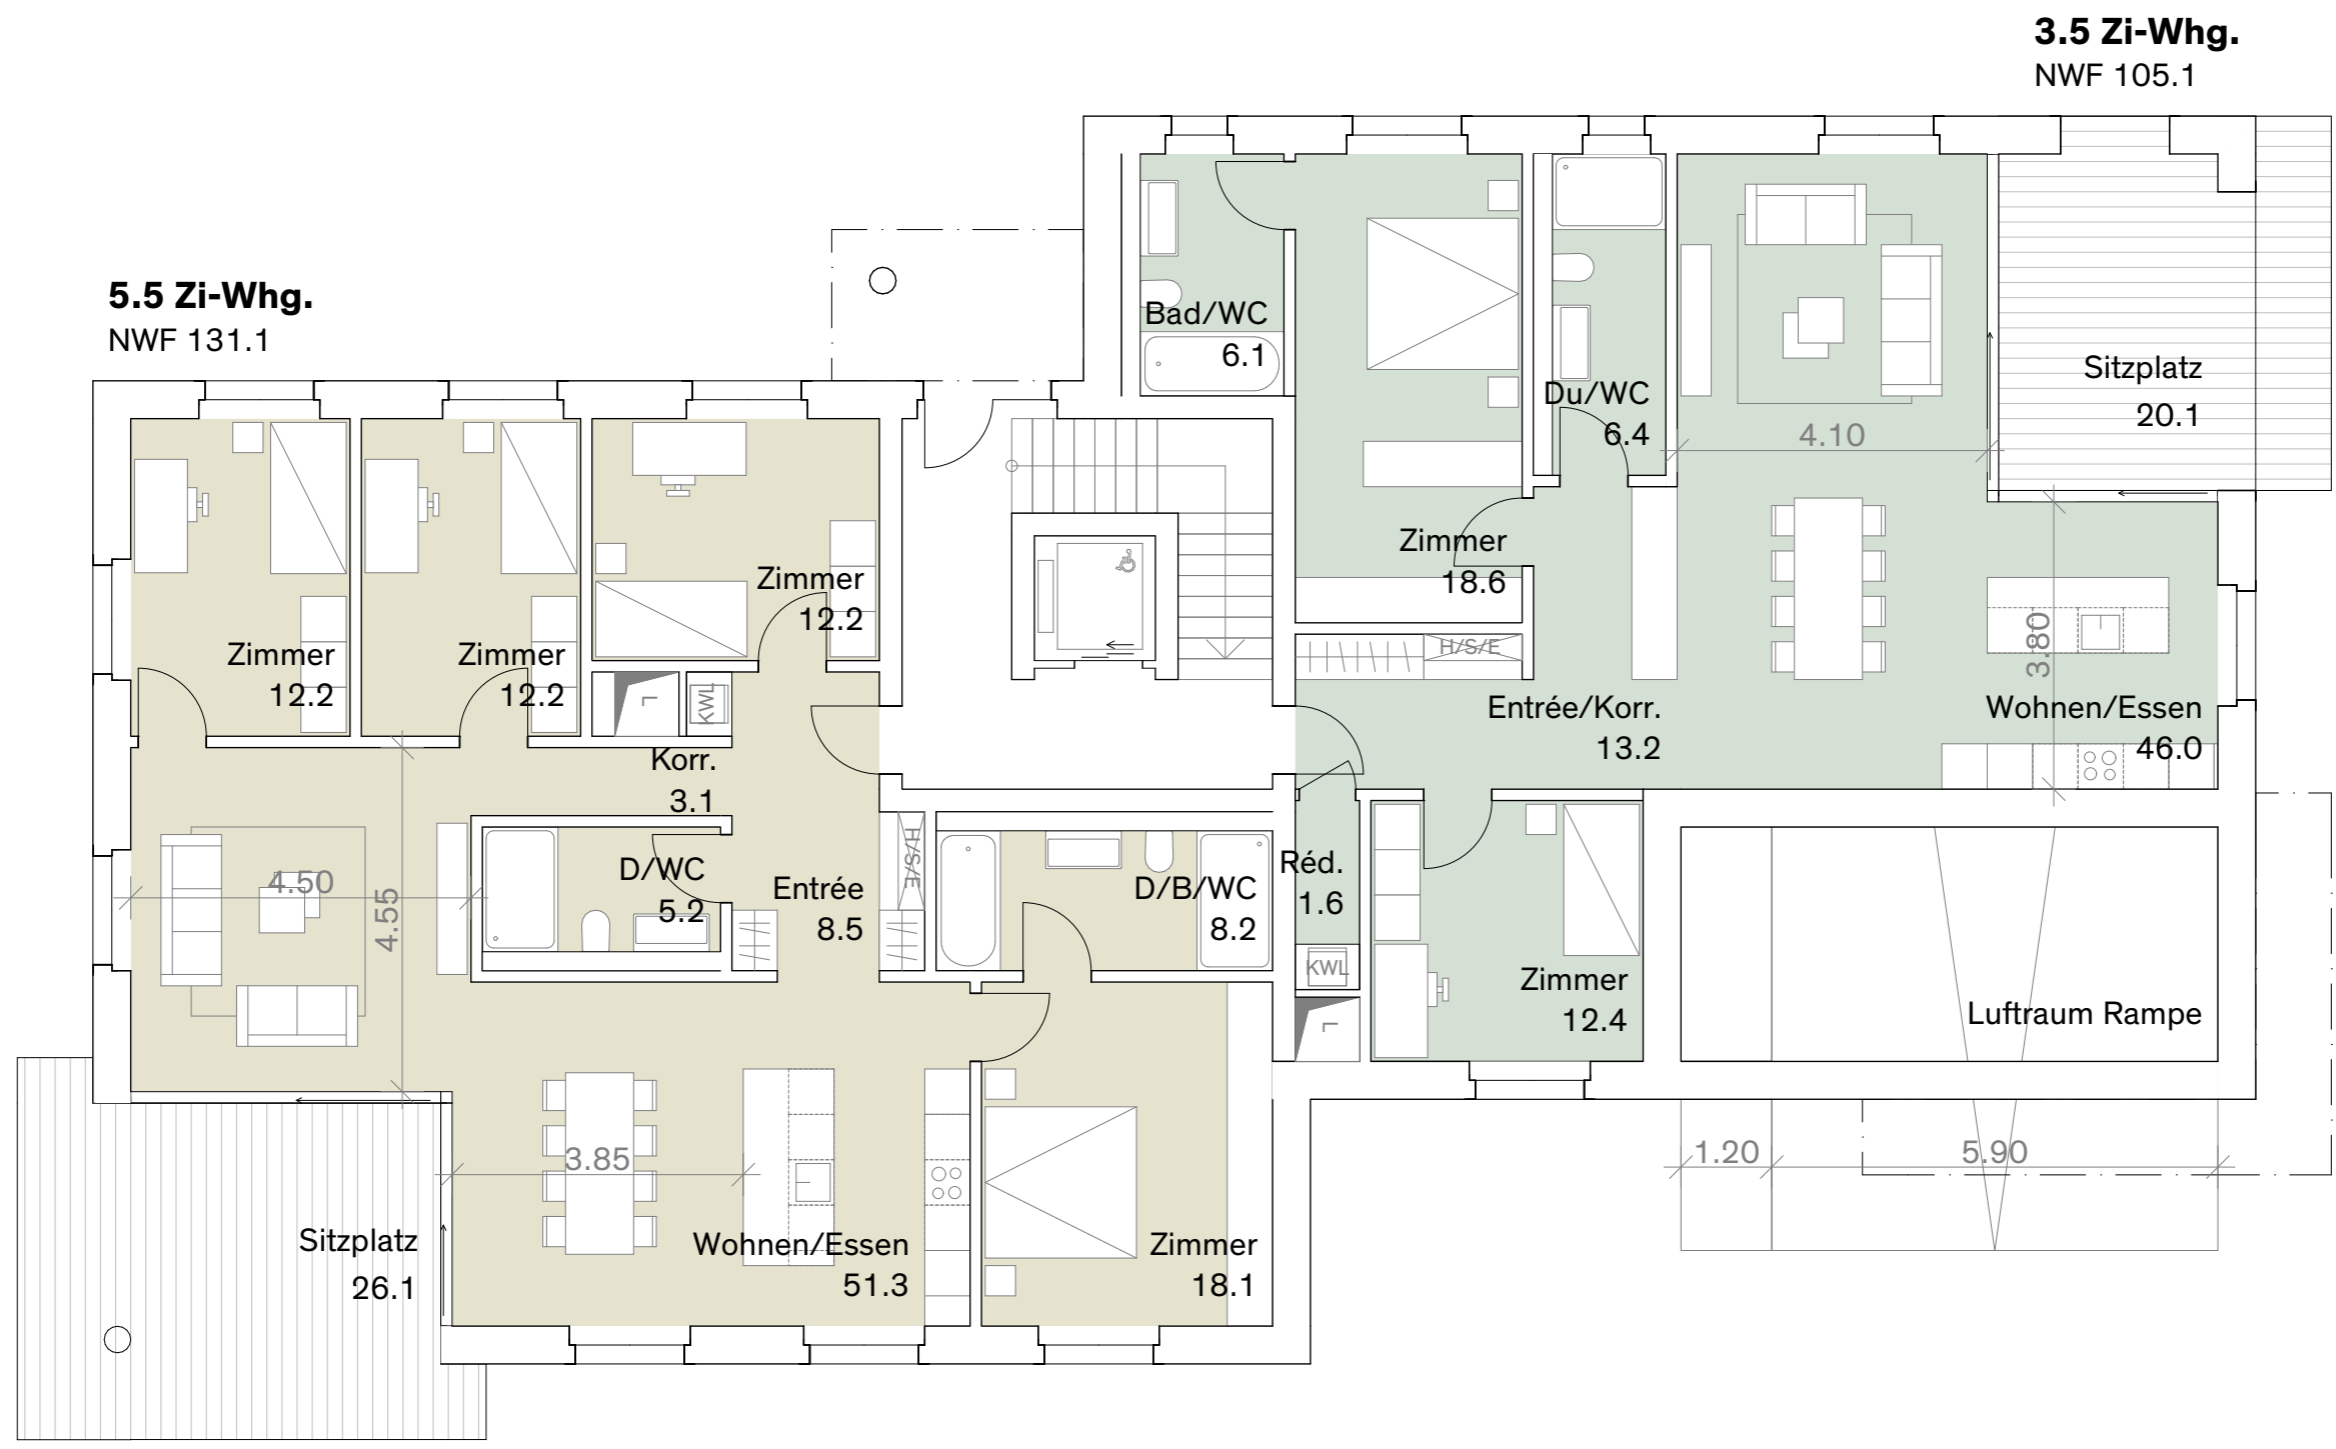 3.5 Zi-Whg.
NWF 105.1
5.5 Zi-Whg.
NWF 131.1
Bad/WC
6.1
Du/WC
6.4
4.10
Sitzplatz
20.1
Zimmer
18.6
H/S/E
3.80
Zimmer
12.2
Zimmer
12.2
Zimmer
12.2
L
KWL
Korr.
3.1
Entrée/Korr.
13.2
Wohnen/Essen
46.0
4.50
4.55
D/WC
5.2
Entrée
8.5
H/S/E
D/B/WC
8.2
Réd.
1.6
KWL
L
Zimmer
12.4
Luftraum Rampe
3.85
1.20
5.90
Sitzplatz
26.1
Wohnen/Essen
51.3
Zimmer
18.1